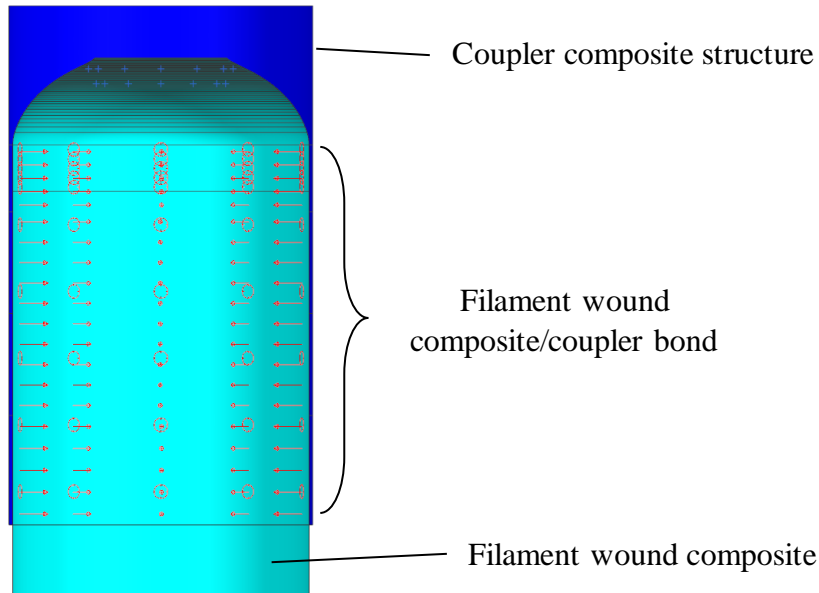 Coupler composite structure
Filament wound
composite/coupler bond
Filament wound composite